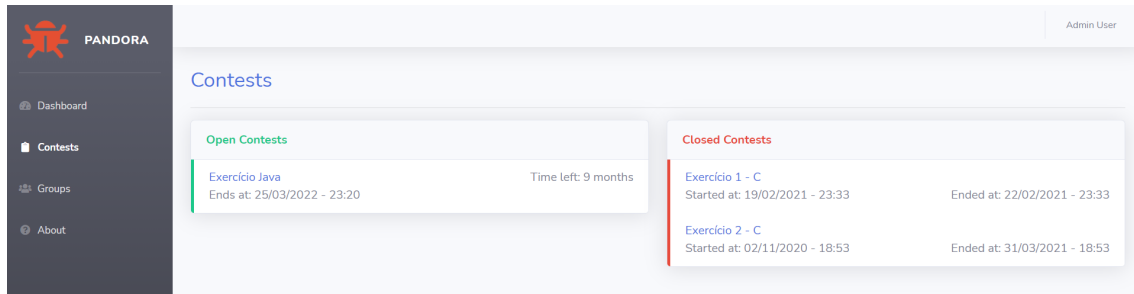 PANDORA
Admin User
Dashboard
Contests
Groups
About
Contests
Open Contests
Exercício Java
Time left: 9 months
Ends at: 25/03/2022 - 23:20
Closed Contests
Exercício 1 - C
Started at: 19/02/2021 - 23:33
Ended at: 22/02/2021 - 23:33
Exercício 2 - C
Started at: 02/11/2020 - 18:53
Ended at: 31/03/2021 - 18:53